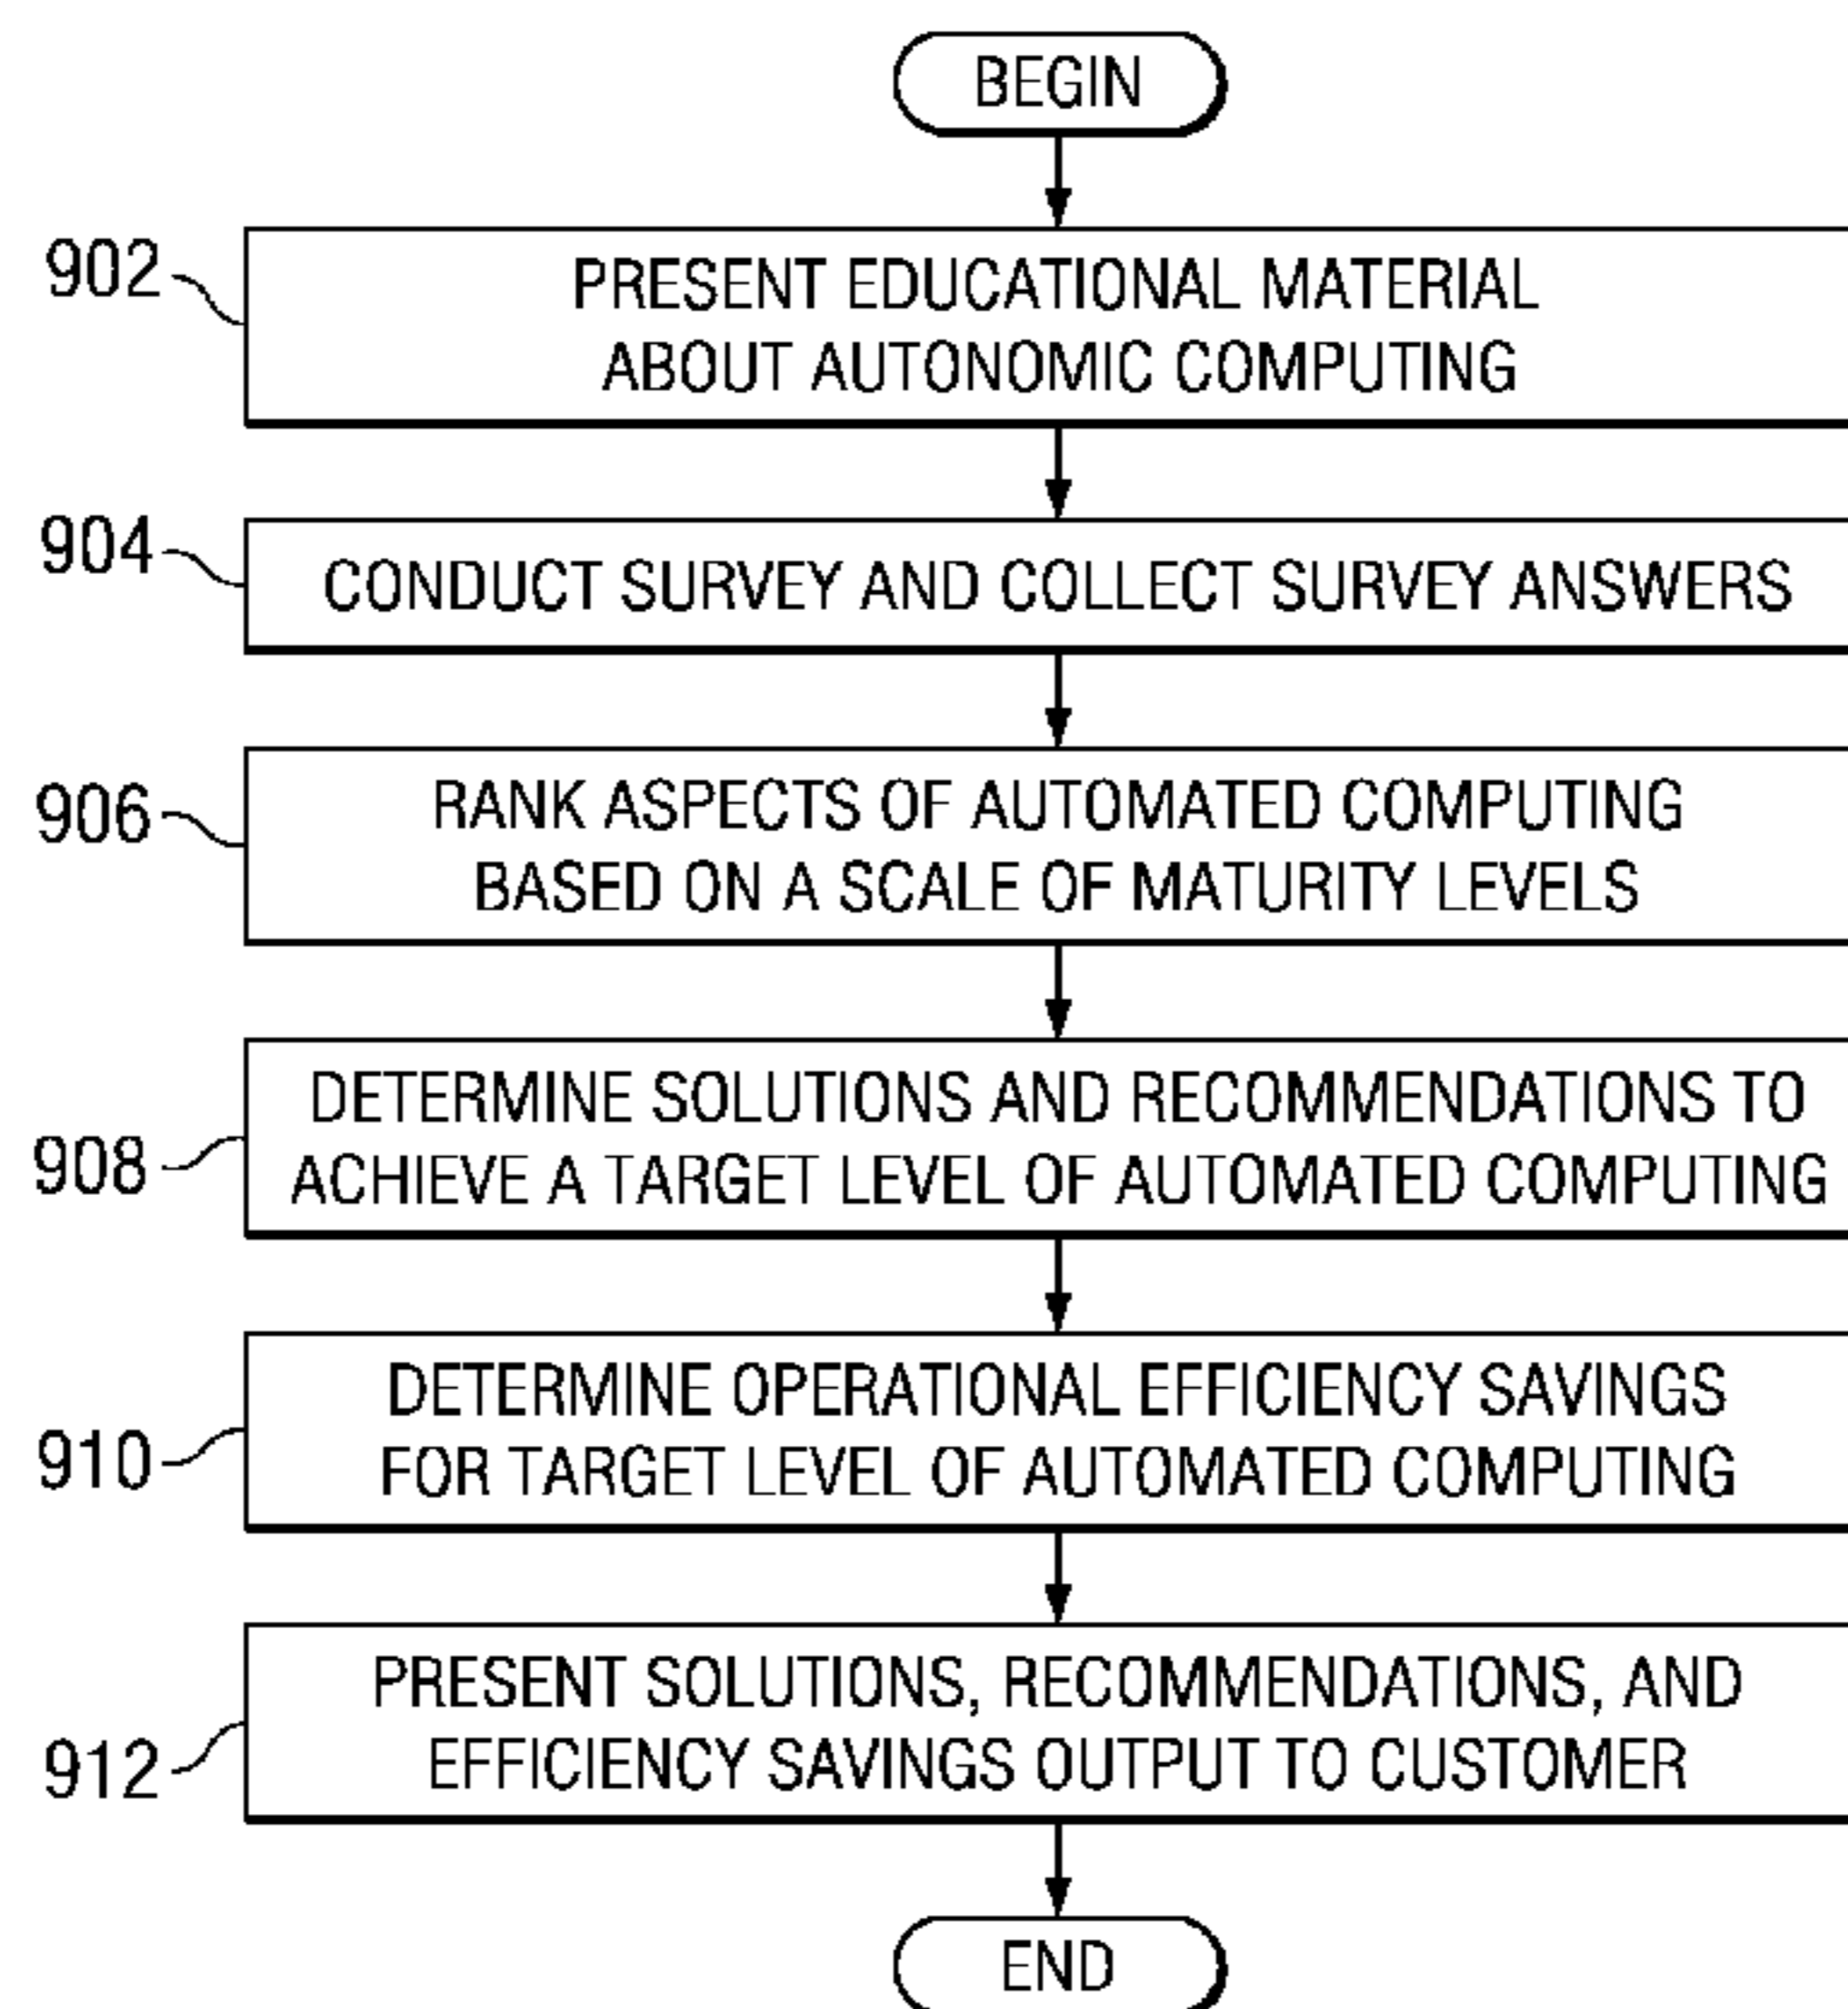 BEGIN
902
PRESENT EDUCATIONAL MATERIAL
ABOUT AUTONOMIC COMPUTING
904
CONDUCT SURVEY AND COLLECT SURVEY ANSWERS
906
RANK ASPECTS OF AUTOMATED COMPUTING
BASED ON A SCALE OF MATURITY LEVELS
908
DETERMINE SOLUTIONS AND RECOMMENDATIONS TO
ACHIEVE A TARGET LEVEL OF AUTOMATED COMPUTING
910
DETERMINE OPERATIONAL EFFICIENCY SAVINGS
FOR TARGET LEVEL OF AUTOMATED COMPUTING
912
PRESENT SOLUTIONS, RECOMMENDATIONS, AND
EFFICIENCY SAVINGS OUTPUT TO CUSTOMER
END